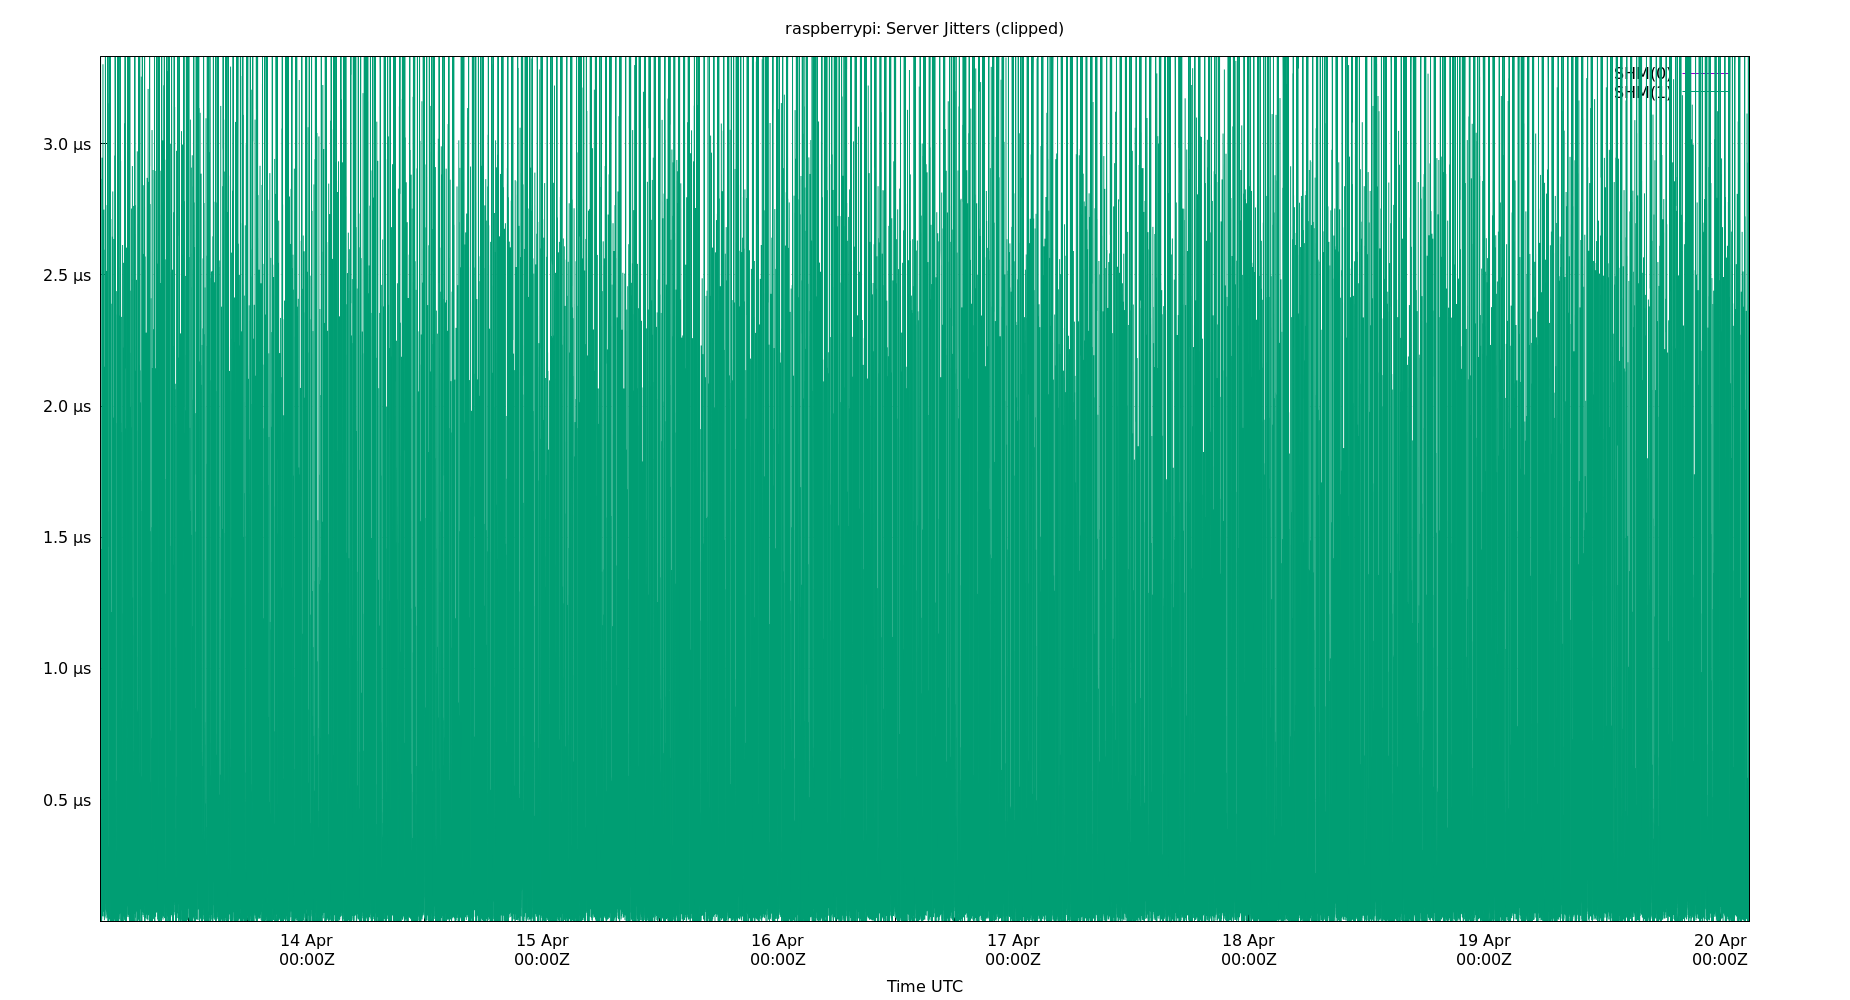 raspberrypi: Server Jitters (clipped)
SHM(0)
SHM(1)
3.0 µs
2.5 µs
2.0 µs
1.5 µs
1.0 µs
0.5 µs
14 Apr 15 Apr 16 Apr 17 Apr 18 Apr 19 Apr 20 Apr
00:00Z 00:00Z 00:00Z 00:00Z 00:00Z 00:00Z 00:00Z
Time UTC